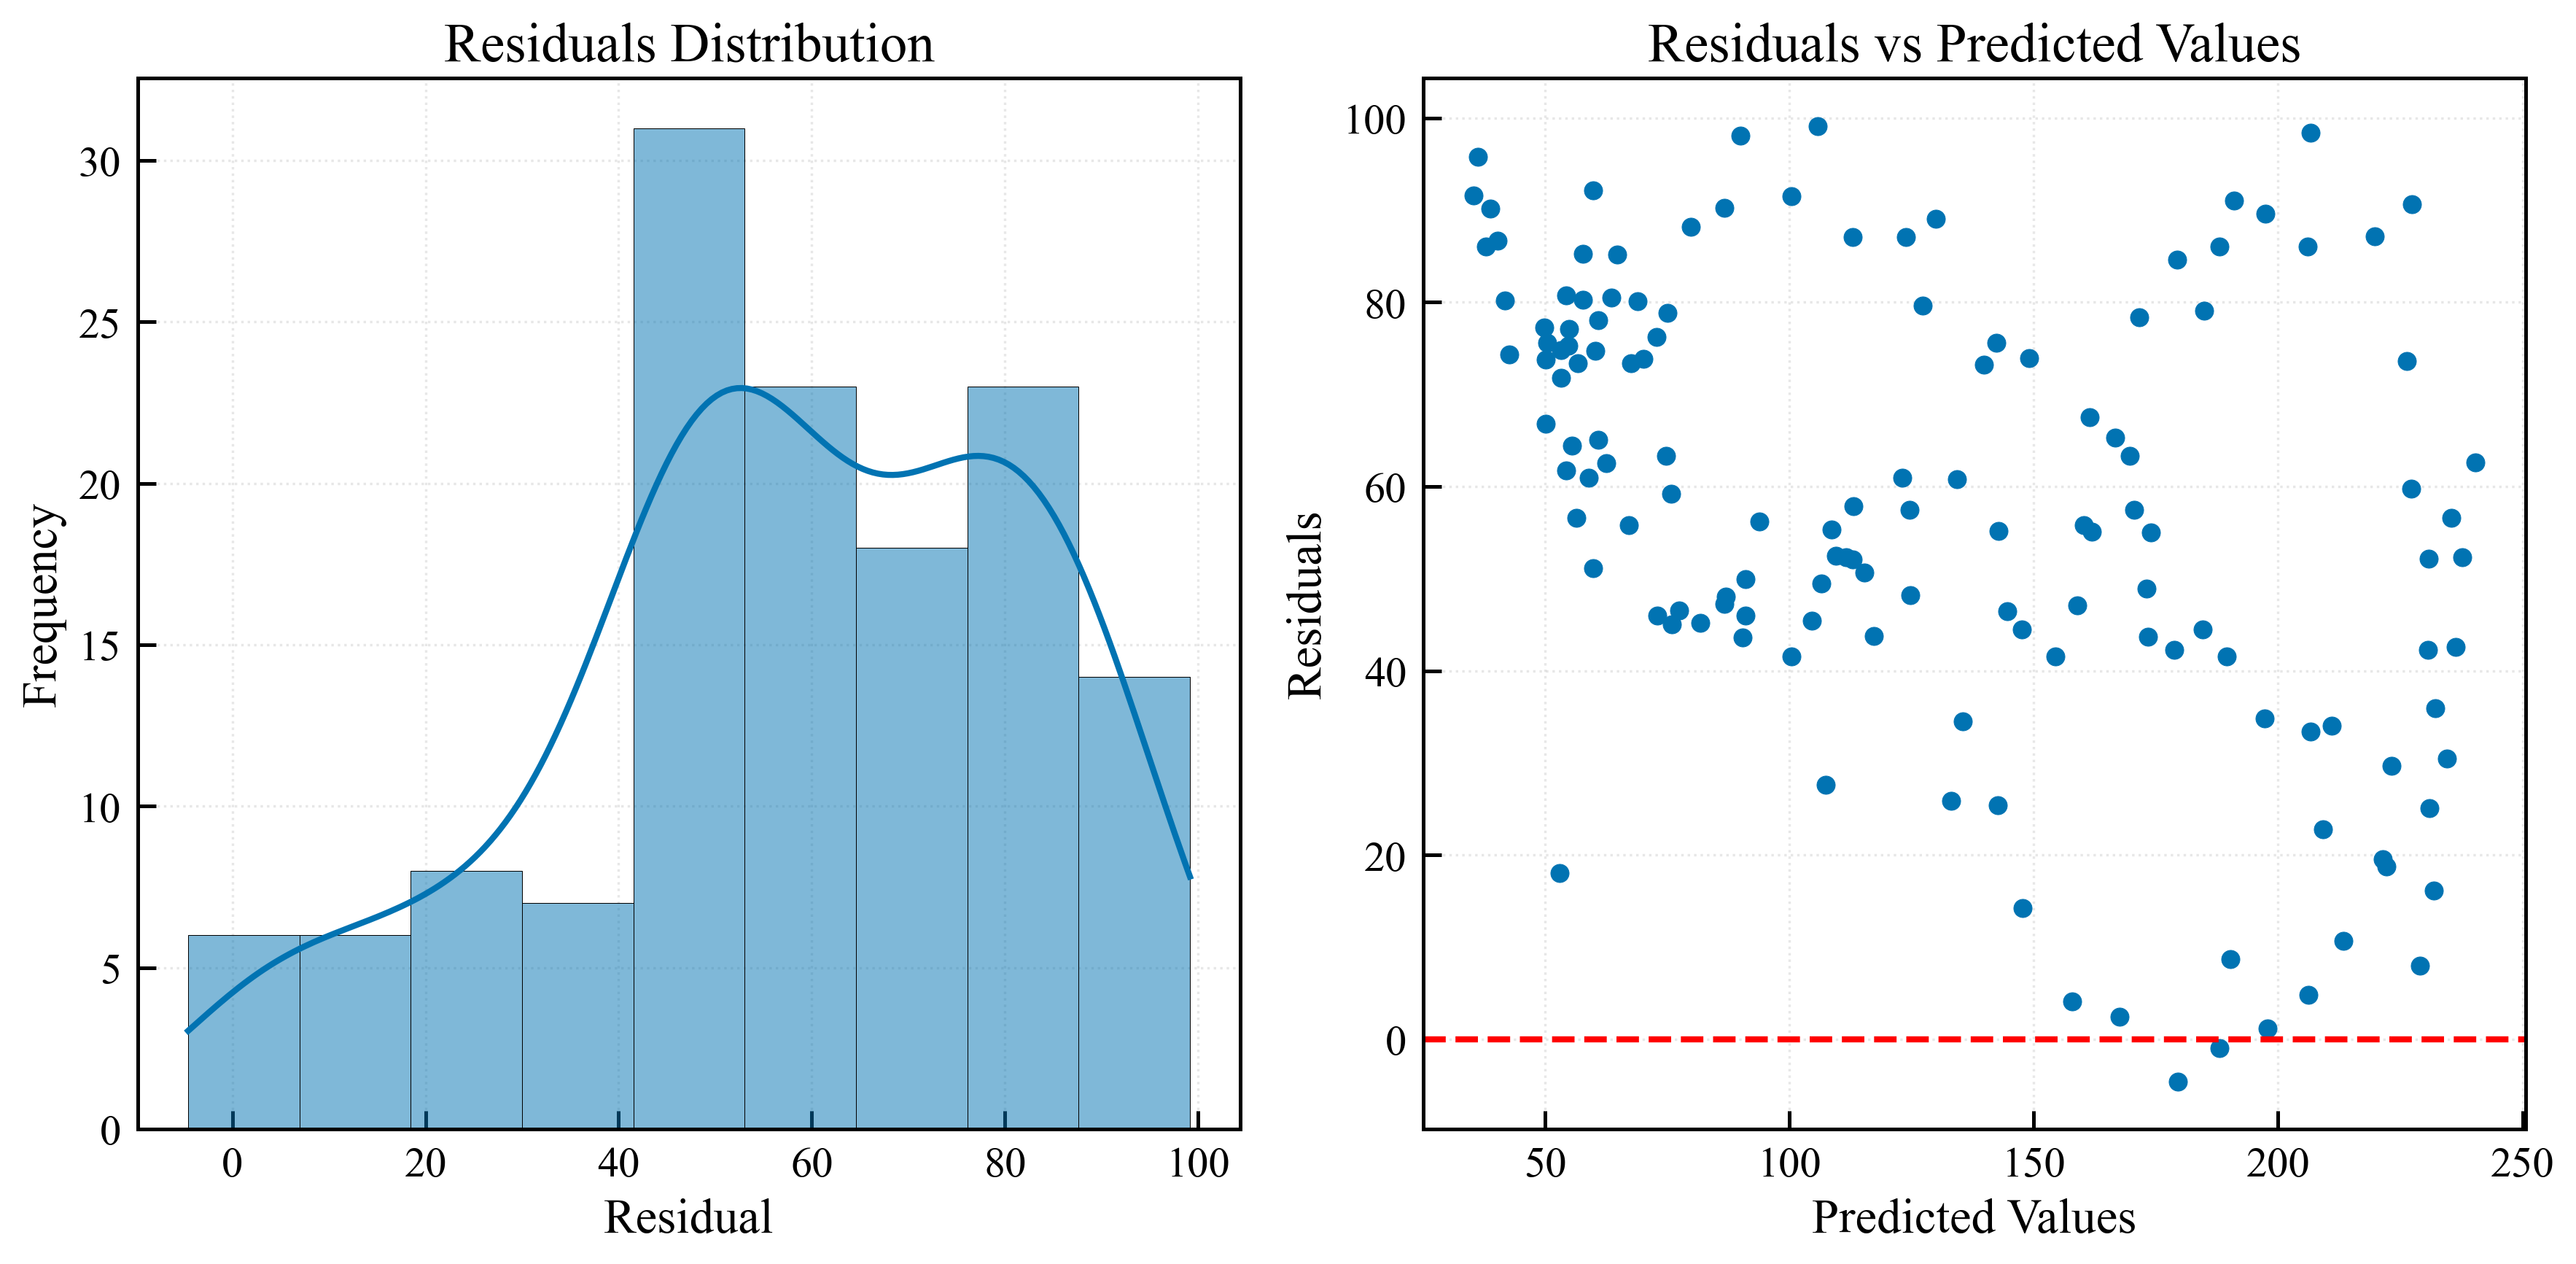 Residuals Distribution
Frequency
30
25
20
15
10
5
0
0 20 40 60 80 100
Residual
Residuals vs Predicted Values
Residuals
100
80
60
40
20
0
50 100 150 200 250
Predicted Values